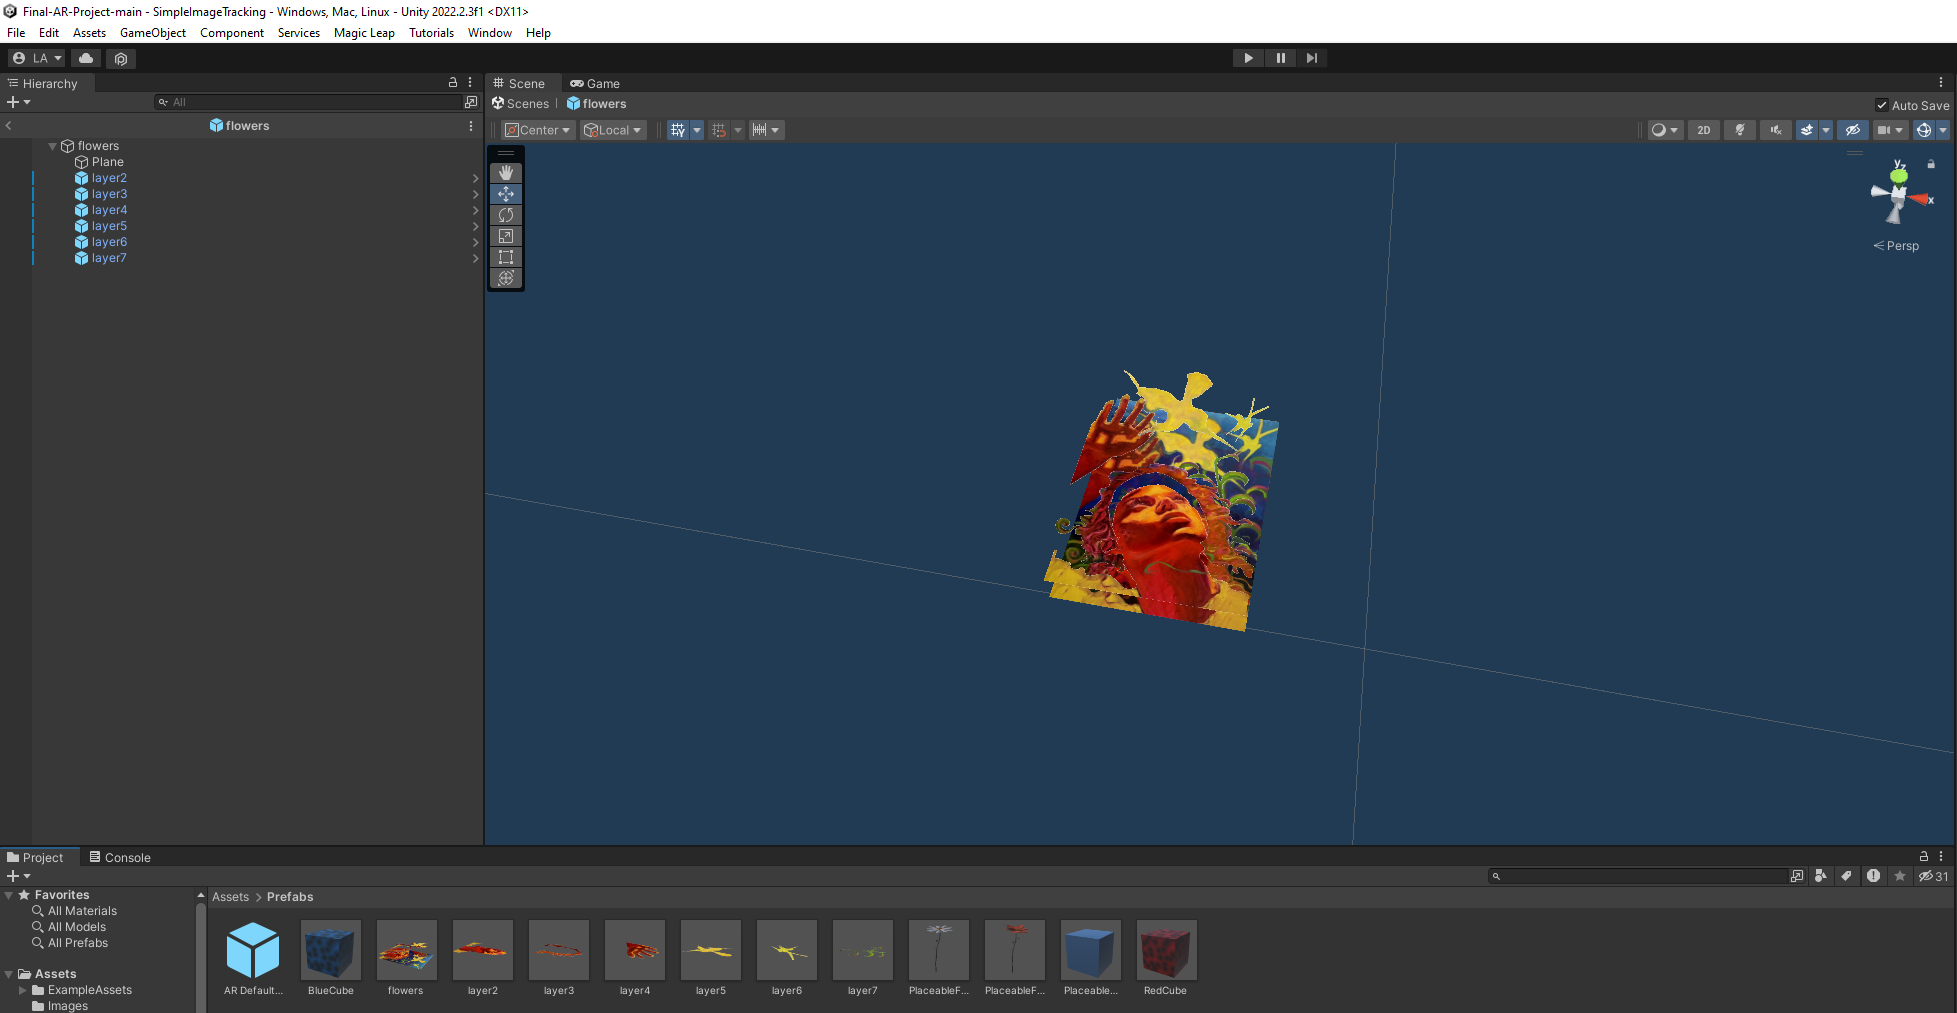 Final-AR-Project-main - SimpleImageTracking - Windows, Mac, Linux - Unity 2022.2.3f1 <DX11>
File Edit Assets GameObject Component Services Magic Leap Tutorials Window Help
LA
Hierarchy
Scene Game
All
Scenes | flowers
Auto Save
flowers
Center Local
2D
flowers
Plane
layer2
layer3
layer4
layer5
layer6
layer7
y
z
x
Persp
Project Console
31
Favorites
All Materials
All Models
All Prefabs
Assets
ExampleAssets
Images
Assets > Prefabs
AR Default... BlueCube flowers layer2 layer3 layer4 layer5 layer6 layer7 PlaceableF... PlaceableF... Placeable... RedCube